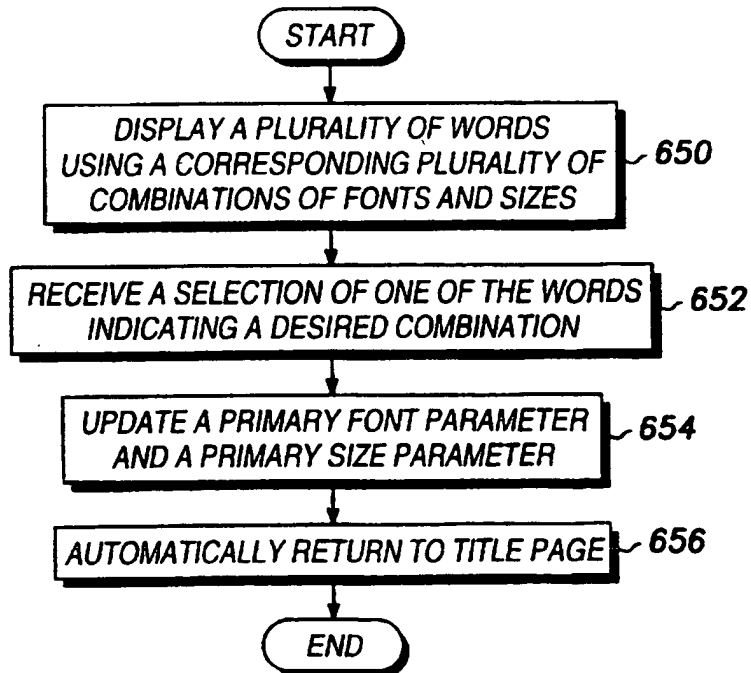 START
DISPLAY A PLURALITY OF WORDS
USING A CORRESPONDING PLURALITY OF
COMBINATIONS OF FONTS AND SIZES
650
RECEIVE A SELECTION OF ONE OF THE WORDS
INDICATING A DESIRED COMBINATION
652
UPDATE A PRIMARY FONT PARAMETER
AND A PRIMARY SIZE PARAMETER
654
AUTOMATICALLY RETURN TO TITLE PAGE
656
END